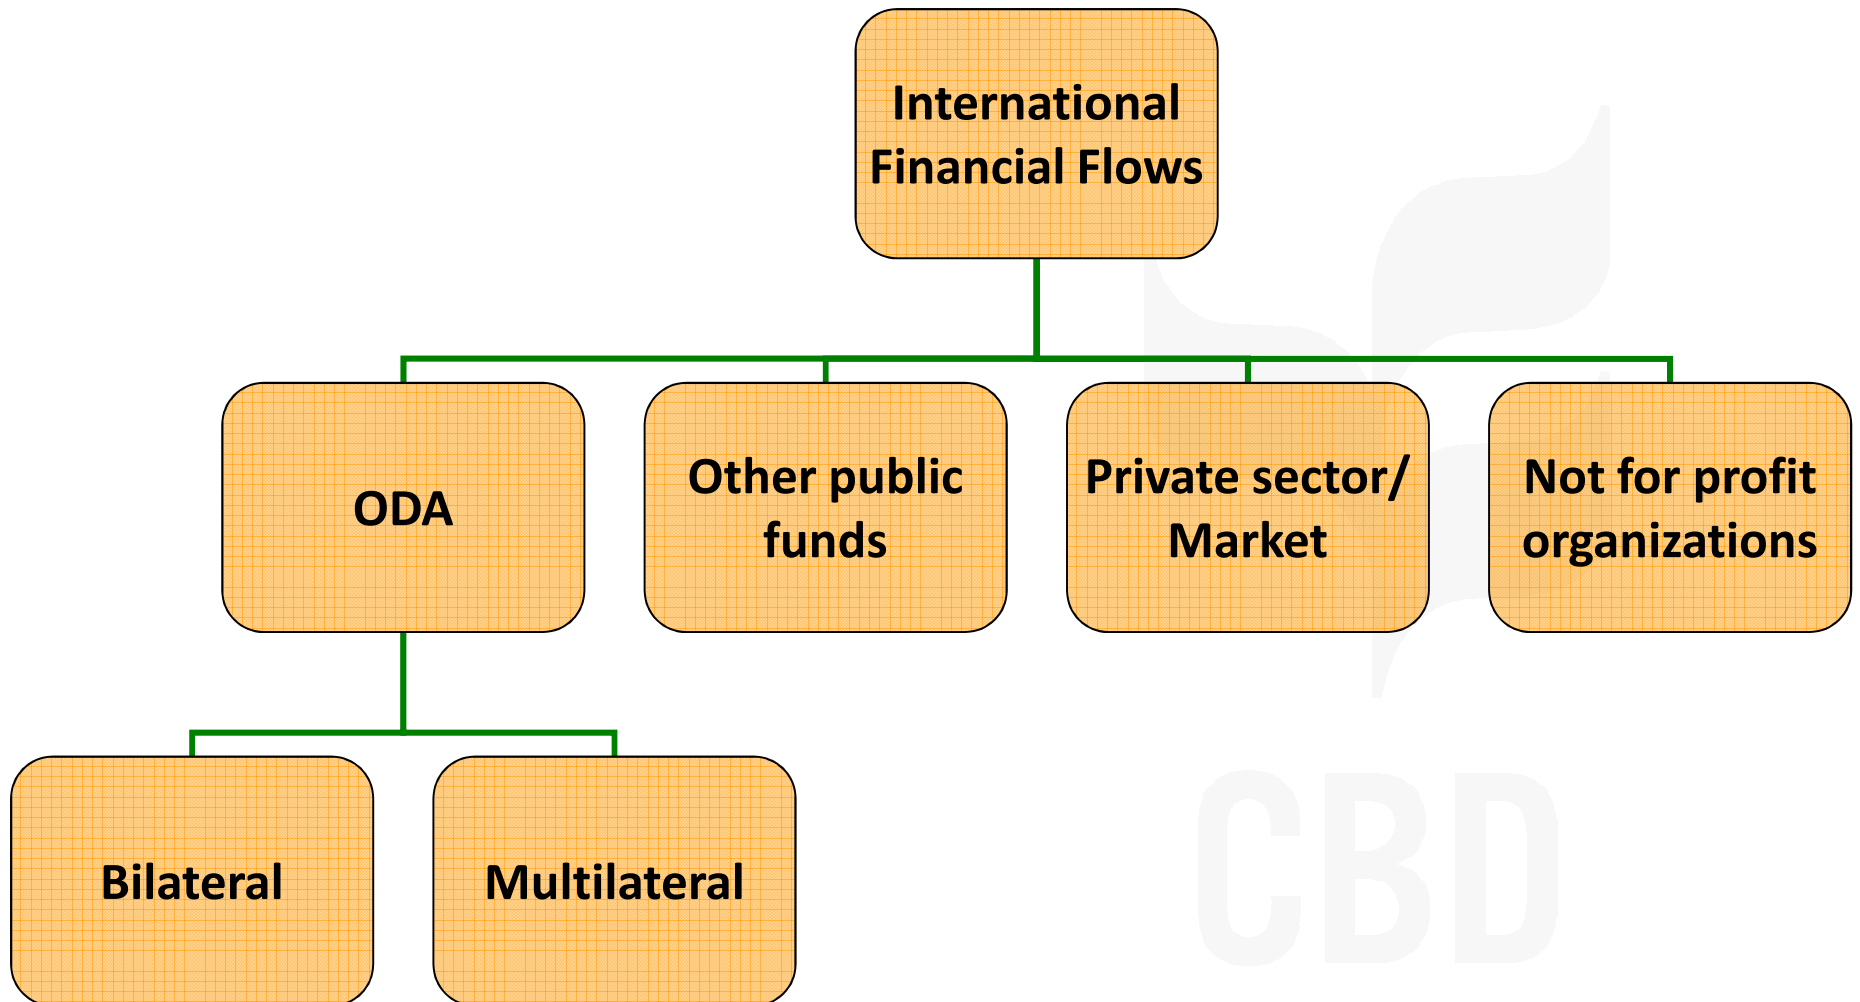 International
Financial Flows
ODA
Other public
funds
Private sector/
Market
Not for profit
organizations
Bilateral
Multilateral
CBD